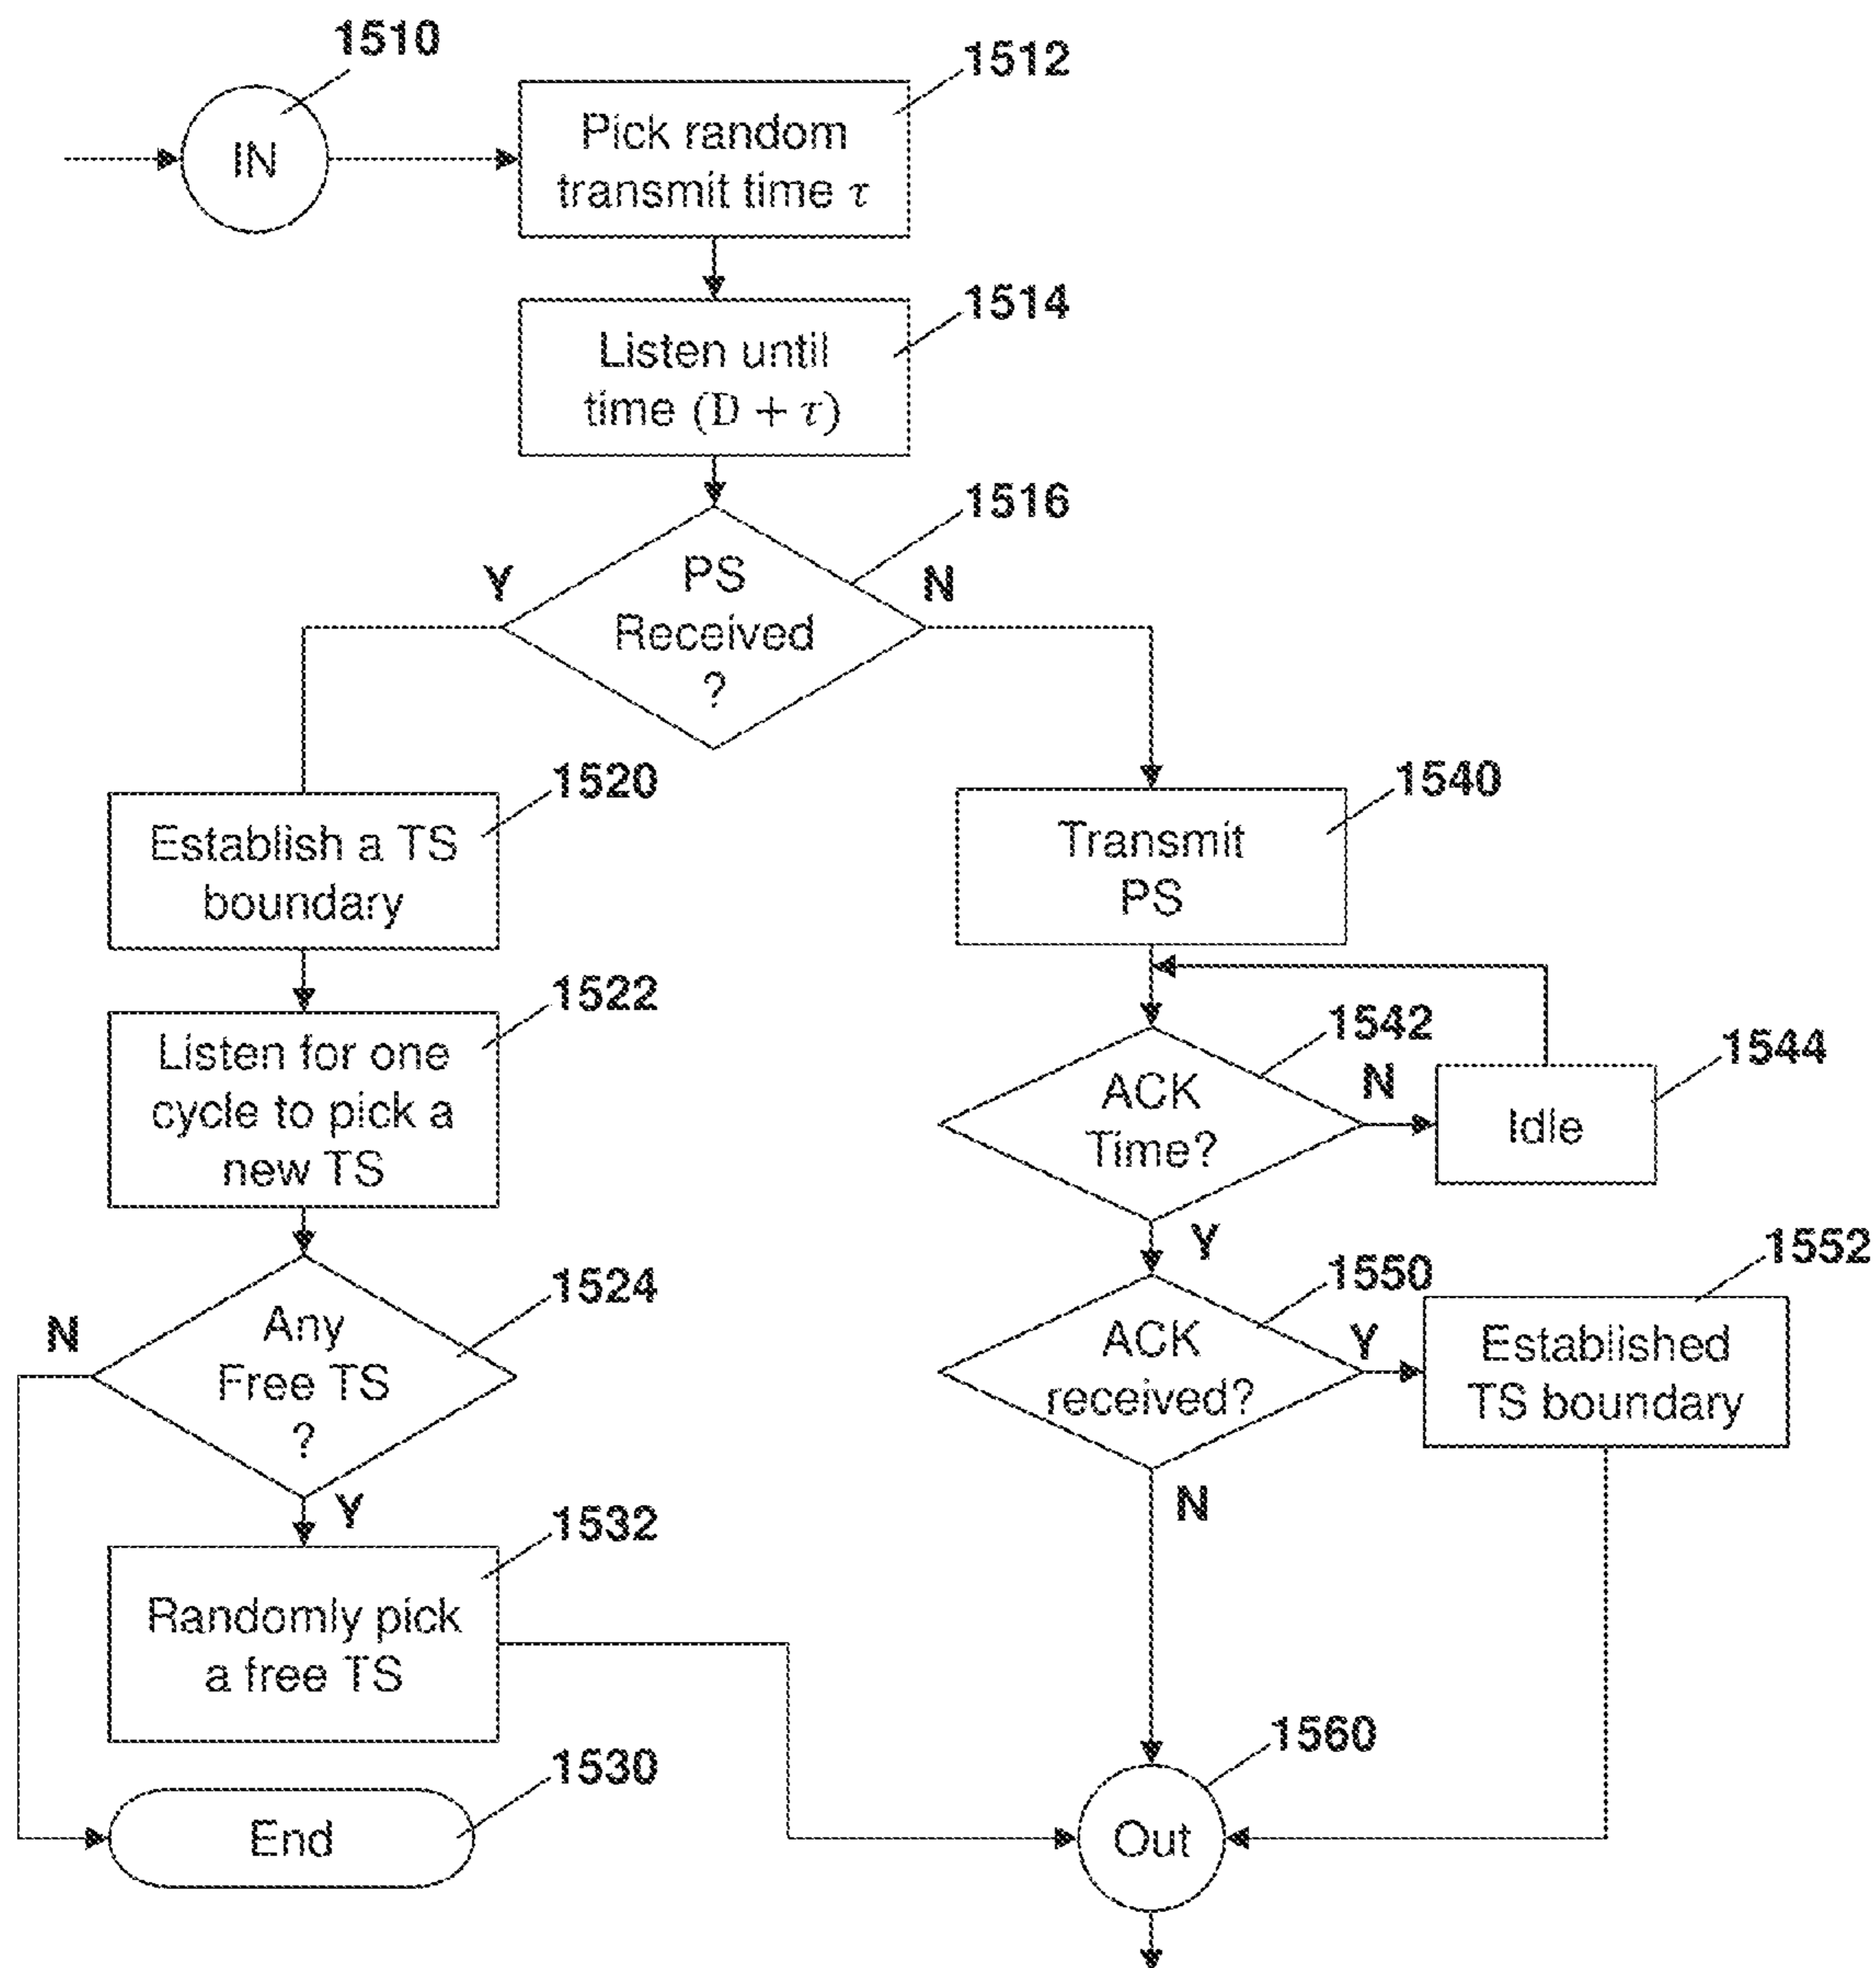 1510
IN
1512
Pick random
transmit time τ
1514
Listen until
time (D + τ)
1516
PS
Received
?
Y
N
1520
Establish a TS
boundary
1522
Listen for one
cycle to pick a
new TS
1524
Any
Free TS
?
N
Y
1532
Randomly pick
a free TS
1530
End
1540
Transmit
PS
1542
ACK
Time?
N
1544
Idle
Y
1550
ACK
received?
Y
1552
Established
TS boundary
N
1560
Out